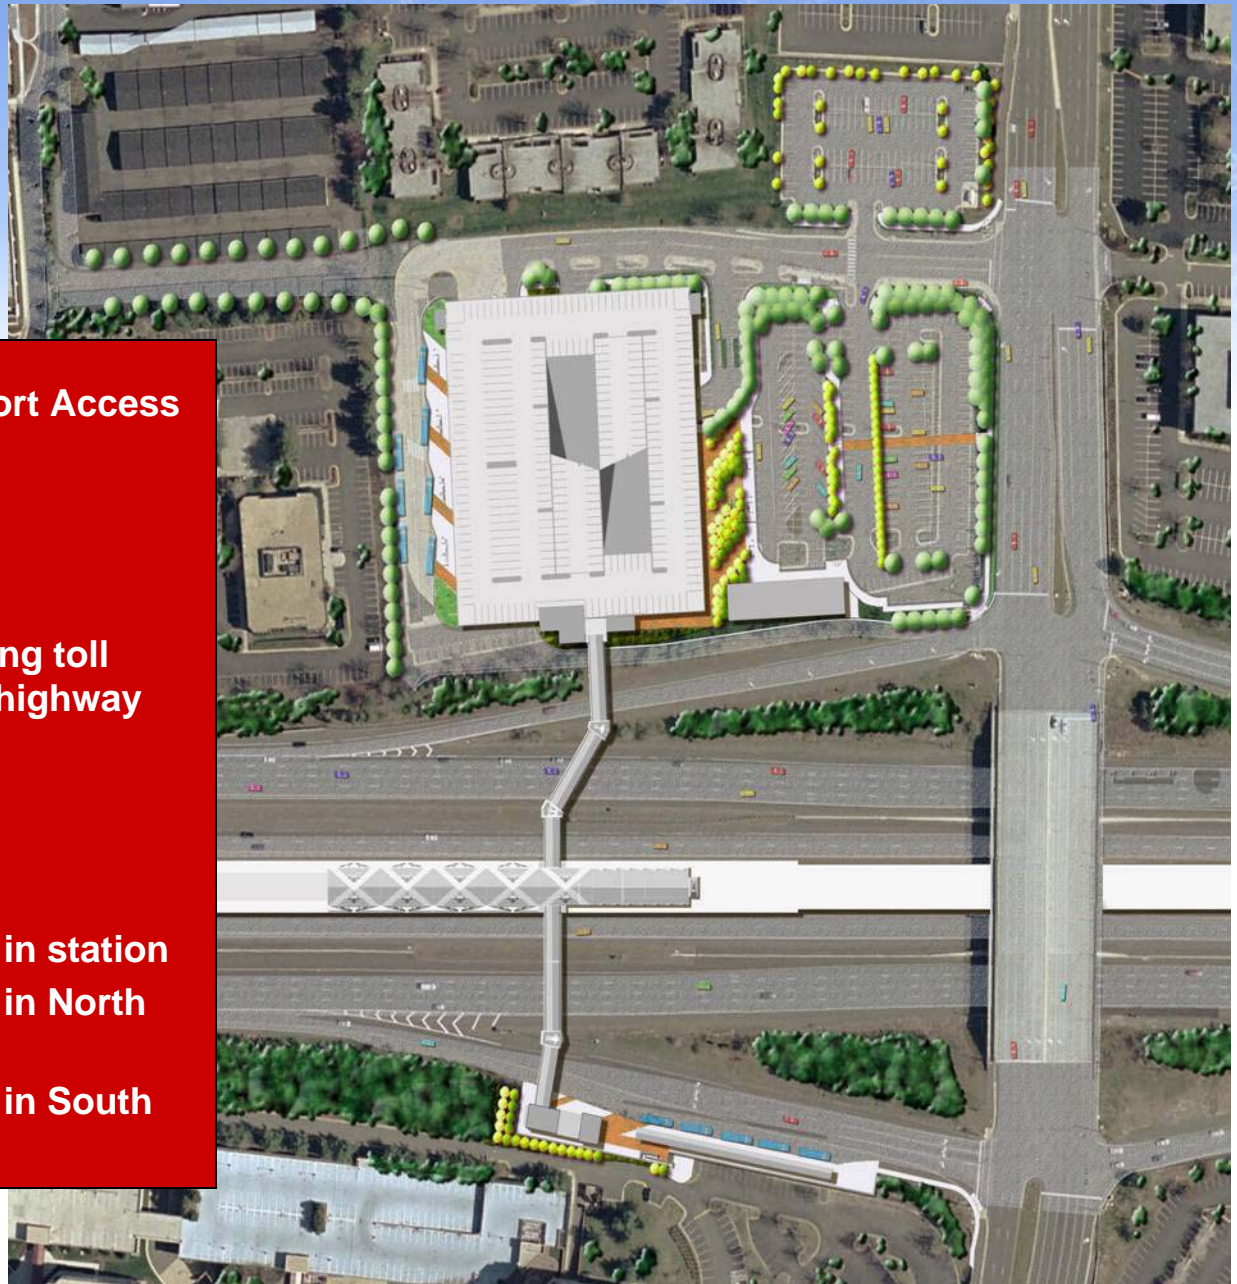 ort Access
ng toll
highway
in station
in North
in South